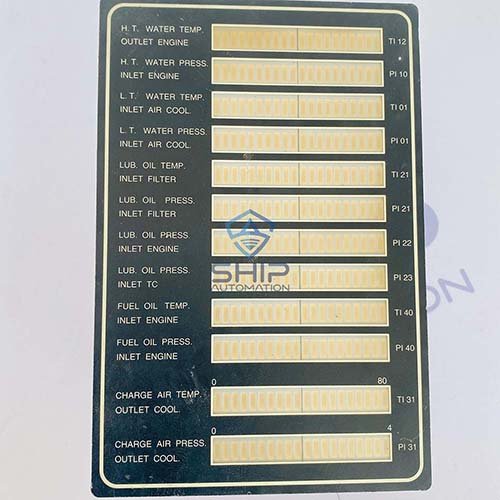 H. T. WATER TEMP.
OUTLET ENGINE
TI 12
H. T. WATER PRESS.
INLET ENGINE
PI 10
L. T. WATER TEMP.
INLET AIR COOL.
TI 01
L. T. WATER PRESS.
INLET AIR COOL.
PI 01
LUB. OIL TEMP.
INLET FILTER
TI 21
LUB. OIL PRESS.
INLET FILTER
PI 21
LUB. OIL PRESS.
INLET ENGINE
PI 22
LUB. OIL PRESS.
INLET TC
PI 23
SHIP
AUTOMATION
FUEL OIL TEMP.
INLET ENGINE
TI 40
FUEL OIL PRESS.
INLET ENGINE
PI 40
0 80
CHARGE AIR TEMP.
OUTLET COOL.
TI 31
0 4
CHARGE AIR PRESS.
OUTLET COOL.
PI 31